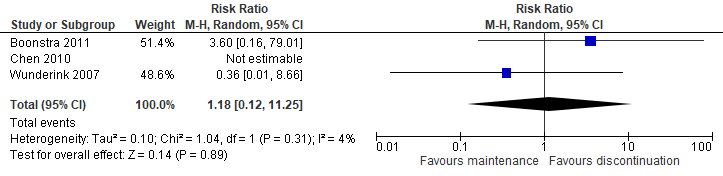 Risk Ratio Risk Ratio
Study or Subgroup Weight M-H, Random, 95% CI M-H, Random, 95% CI
Boonstra 2011 51.4% 3.60 [0.16, 79.01]
Chen 2010 Not estimable
Wunderink 2007 48.6% 0.36 [0.01, 8.66]
Total (95% CI) 100.0% 1.18 [0.12, 11.25]
Total events
Heterogeneity: Tau² = 0.10; Chi² = 1.04, df = 1 (P = 0.31); I² = 4%
Test for overall effect: Z = 0.14 (P = 0.89)
0.01 0.1 1 10 100
Favours maintenance Favours discontinuation